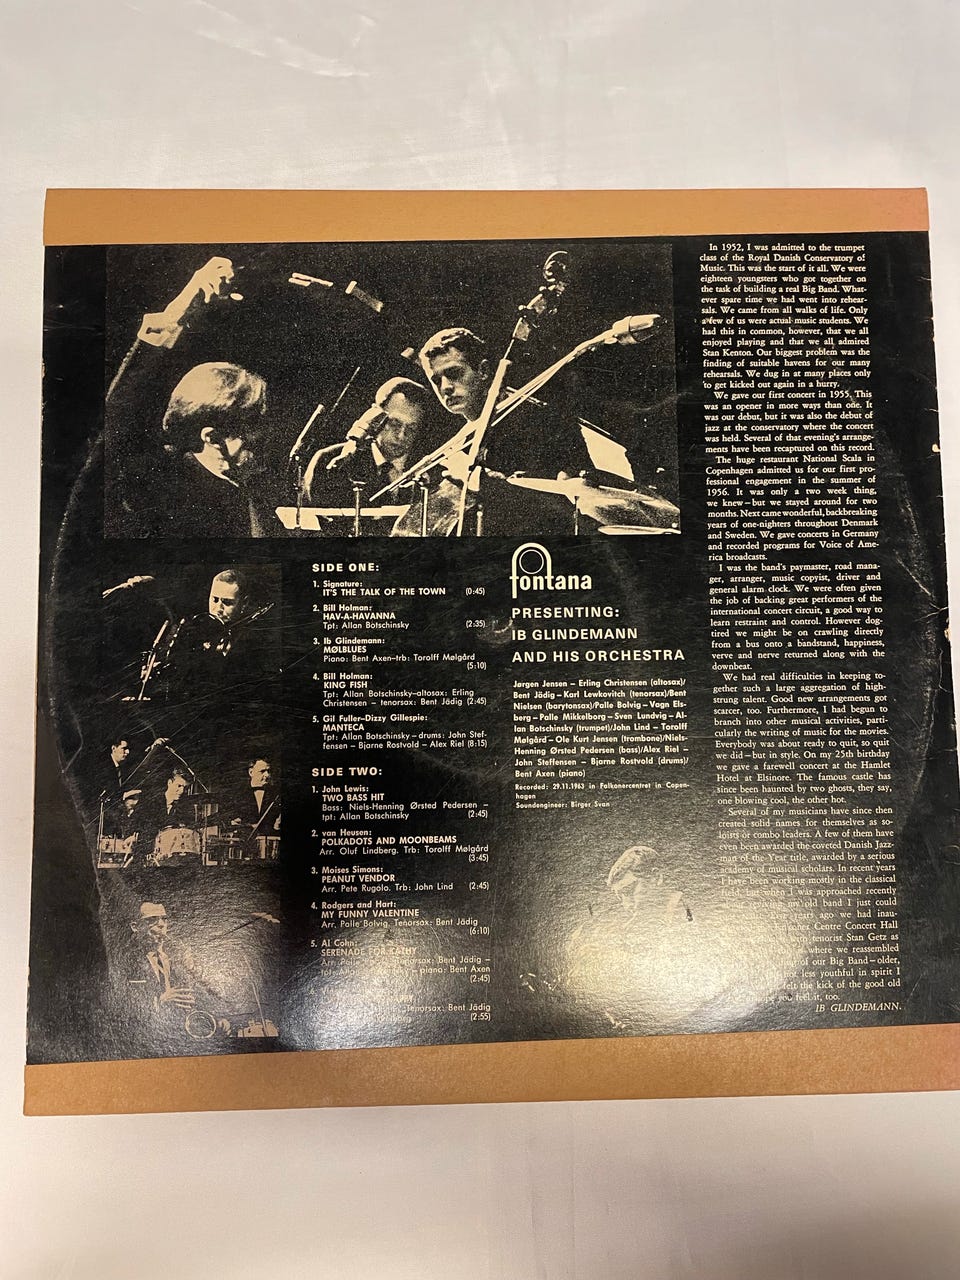 SIDE ONE:
1. Signature:
IT'S THE TALK OF THE TOWN (0:45)
2. Bill Holman:
HAV-A-HAVANNA
Tpt: Allan Botschinsky (2:35)
3. Ib Glindemann:
MØLBLUES
Piano: Bent Axen–trb: Torolff Mølgård
(5:10)
4. Bill Holman:
KING FISH
Tpt: Allan Botschinsky–altosax: Erling
Christensen – tenorsax: Bent Jädig (2:45)
5. Gil Fuller–Dizzy Gillespie:
MANTECA
Tpt: Allan Botschinsky – drums: John Stef-
fensen – Bjarne Rostvold – Alex Riel (8:15)
SIDE TWO:
1. John Lewis:
TWO BASS HIT
Bass: Niels-Henning Ørsted Pedersen –
tpt: Allan Botschinsky (2:45)
2. van Heusen:
POLKADOTS AND MOONBEAMS
Arr. Oluf Lindberg. Trb: Torolff Mølgård
(3:45)
3. Moises Simons:
PEANUT VENDOR
Arr. Pete Rugolo. Trb: John Lind (2:45)
4. Rodgers and Hart:
MY FUNNY VALENTINE
Arr. Palle Bolvig. Tenorsax: Bent Jädig
(6:10)
5. Al Cohn:
SERENADE FOR KATHY
Arr. Palle Tenorsax: Bent Jädig –
tpt: – piano: Bent Axen
(2:45)
tenorsax: Bent Jädig
(2:55)
fontana
PRESENTING:
IB GLINDEMANN
AND HIS ORCHESTRA
Jørgen Jensen – Erling Christensen (altosax)/
Bent Jädig – Karl Lewkovitch (tenorsax)/Bent
Nielsen (barytonsax)/Palle Bolvig – Vagn Els-
berg – Palle Mikkelborg – Sven Lundvig – Al-
lan Botschinsky (trumpet)/John Lind – Torolff
Mølgård – Ole Kurt Jensen (trombone)/Niels-
Henning Ørsted Pedersen (bass)/Alex Riel –
John Steffensen – Bjarne Rostvold (drums)/
Bent Axen (piano)
Recorded: 29.11.1963 in Falkonercentret in Copen-
hagen
Soundengineer: Birger Svan
In 1952, I was admitted to the trumpet
class of the Royal Danish Conservatory of
Music. This was the start of it all. We were
eighteen youngsters who got together on
the task of building a real Big Band. What-
ever spare time we had went into rehear-
sals. We came from all walks of life. Only
a few of us were actual music students. We
had this in common, however, that we all
enjoyed playing and that we all admired
Stan Kenton. Our biggest problem was the
finding of suitable havens for our many
rehearsals. We dug in at many places only
to get kicked out again in a hurry.
We gave our first concert in 1955. This
was an opener in more ways than one. It
was our debut, but it was also the debut of
jazz at the conservatory where the concert
was held. Several of that evening's arrange-
ments have been recaptured on this record.
The huge restaurant National Scala in
Copenhagen admitted us for our first pro-
fessional engagement in the summer of
1956. It was only a two week thing,
we knew – but we stayed around for two
months. Next came wonderful, backbreaking
years of one-nighters throughout Denmark
and Sweden. We gave concerts in Germany
and recorded programs for Voice of Ame-
rica broadcasts.
I was the band's paymaster, road mana-
ger, arranger, music copyist, driver and
general alarm clock. We were often given
the job of backing great performers of the
international concert circuit, a good way to
learn restraint and control. However dog-
tired we might be on crawling directly
from a bus onto a bandstand, happiness,
verve and nerve returned along with the
downbeat.
We had real difficulties in keeping to-
gether such a large aggregation of high-
strung talent. Good new arrangements got
scarcer, too. Furthermore, I had begun to
branch into other musical activities, parti-
cularly the writing of music for the movies.
Everybody was about ready to quit, so quit
we did – but in style. On my 25th birthday
we gave a farewell concert at the Hamlet
Hotel at Elsinore. The famous castle has
since been haunted by two ghosts, they say,
one blowing cool, the other hot.
Several of my musicians have since then
created solid names for themselves as so-
loists or combo leaders. A few of them have
even been awarded the coveted Danish Jazz-
man of the Year title, awarded by a serious
academy of musical scholars. In recent years
I have been working mostly in the classical
field, but when I was approached recently
about reviving my old band I just could
years ago we had inau-
Centre Concert Hall
tenorist Stan Getz as
where we reassembled
of our Big Band – older,
not less youthful in spirit I
felt the kick of the good old
you feel it, too.
IB GLINDEMANN.